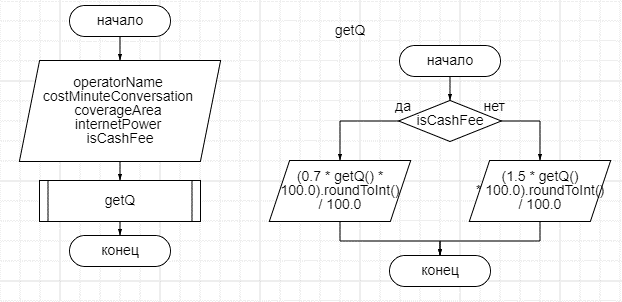 начало
operatorName
costMinuteConversation
coverageArea
internetPower
isCashFee
getQ
конец
getQ
начало
да
нет
isCashFee
(0.7 * getQ() *
100.0).roundToInt()
/ 100.0
(1.5 * getQ()
* 100.0).roundToInt()
/ 100.0
конец